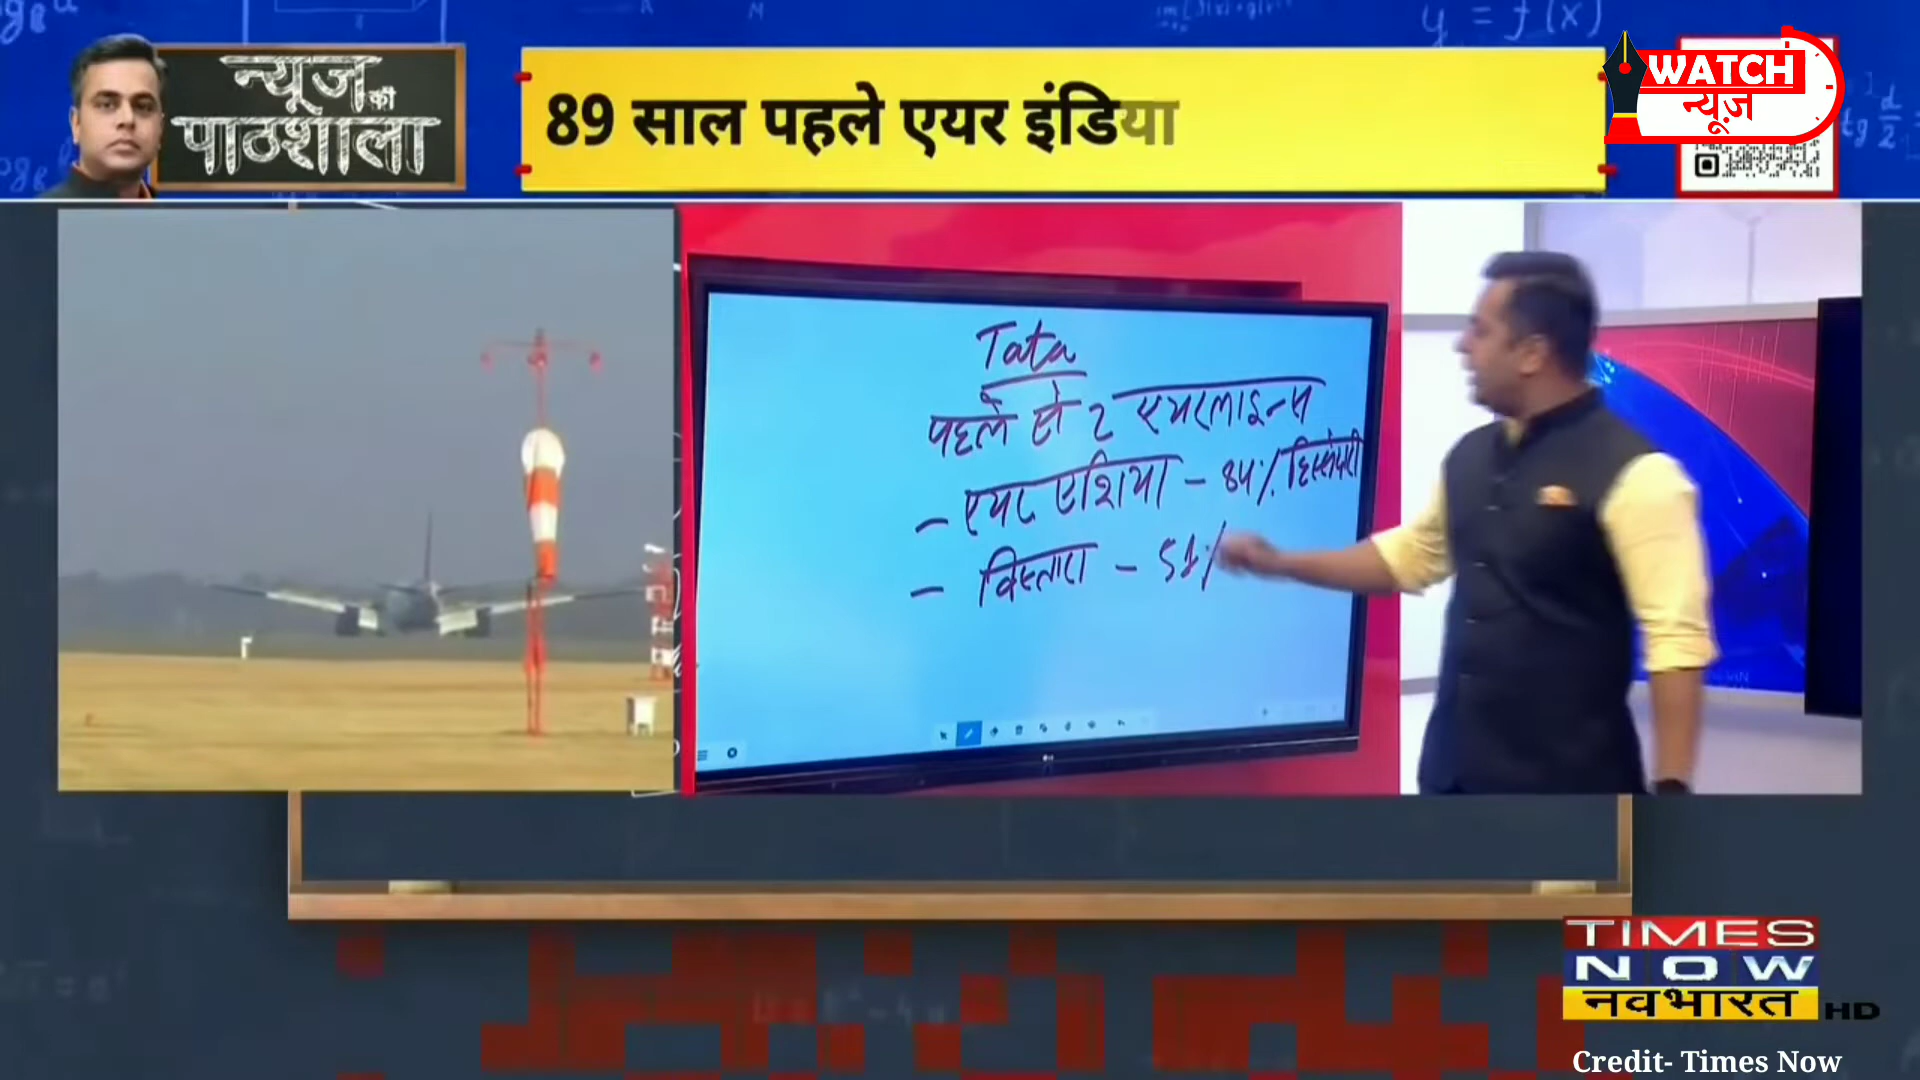 न्यूज की
पाठशाला
89 साल पहले एयर इंडिया
WATCH
न्यूज़
Tata
पहले से 2 एयरलाइन्स
- एयर एशिया - 84% हिस्सेदारी
- विस्तारा - 51%
TIMES
NOW
नवभारत HD
Credit- Times Now